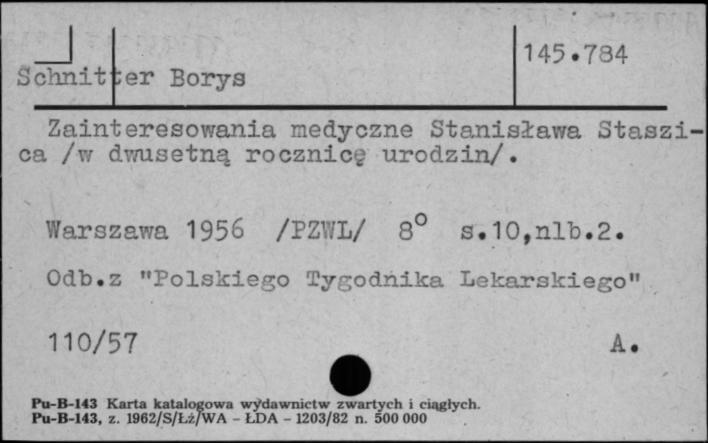 145.784
Schnitter Borys
Zainteresowania medyczne Stanisława Staszi-
ca /w dwusetną rocznicę urodzin/.
Warszawa 1956 /PZWL/ 8° s.10,nlb.2.
Odb.z "Polskiego Tygodnika Lekarskiego"
110/57 A.
Pu-B-143 Karta katalogowa wydawnictw zwartych i ciągłych.
Pu-B-143, z. 1962/S/Łż/WA - ŁDA - 1203/82 n. 500 000